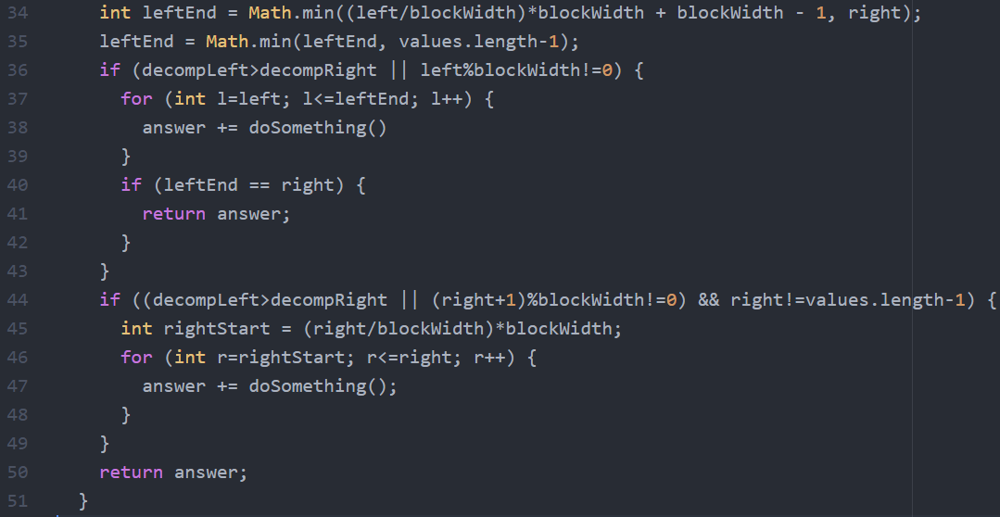 34 int leftEnd = Math.min((left/blockWidth)*blockWidth + blockWidth - 1, right);
35 leftEnd = Math.min(leftEnd, values.length-1);
36 if (decompLeft>decompRight || left%blockWidth!=0) {
37 for (int l=left; l<=leftEnd; l++) {
38 answer += doSomething()
39 }
40 if (leftEnd == right) {
41 return answer;
42 }
43 }
44 if ((decompLeft>decompRight || (right+1)%blockWidth!=0) && right!=values.length-1) {
45 int rightStart = (right/blockWidth)*blockWidth;
46 for (int r=rightStart; r<=right; r++) {
47 answer += doSomething();
48 }
49 }
50 return answer;
51 }